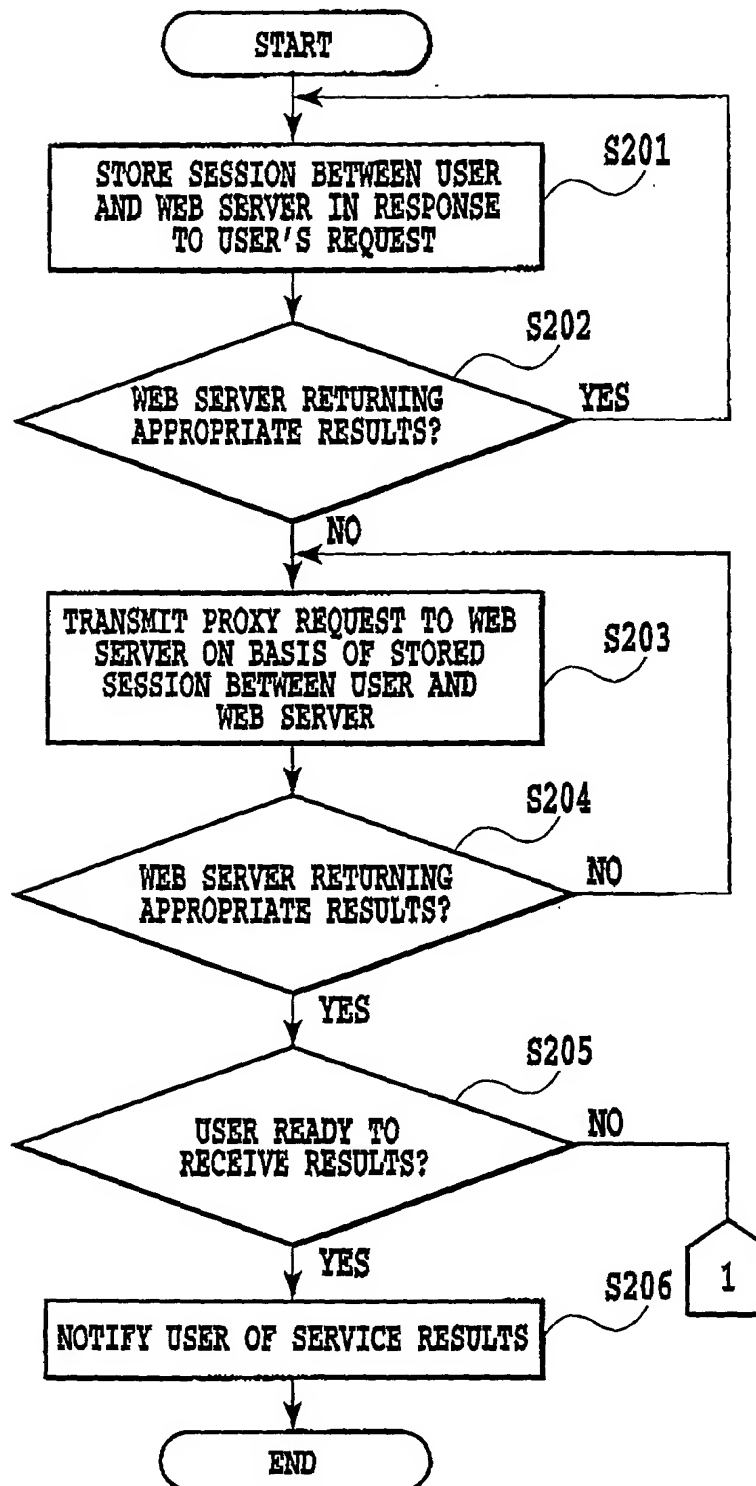 START
STORE SESSION BETWEEN USER
AND WEB SERVER IN RESPONSE
TO USER'S REQUEST
S201
S202
WEB SERVER RETURNING
APPROPRIATE RESULTS?
YES
NO
TRANSMIT PROXY REQUEST TO WEB
SERVER ON BASIS OF STORED
SESSION BETWEEN USER AND
WEB SERVER
S203
S204
WEB SERVER RETURNING
APPROPRIATE RESULTS?
NO
YES
S205
USER READY TO
RECEIVE RESULTS?
NO
YES
1
S206
NOTIFY USER OF SERVICE RESULTS
END